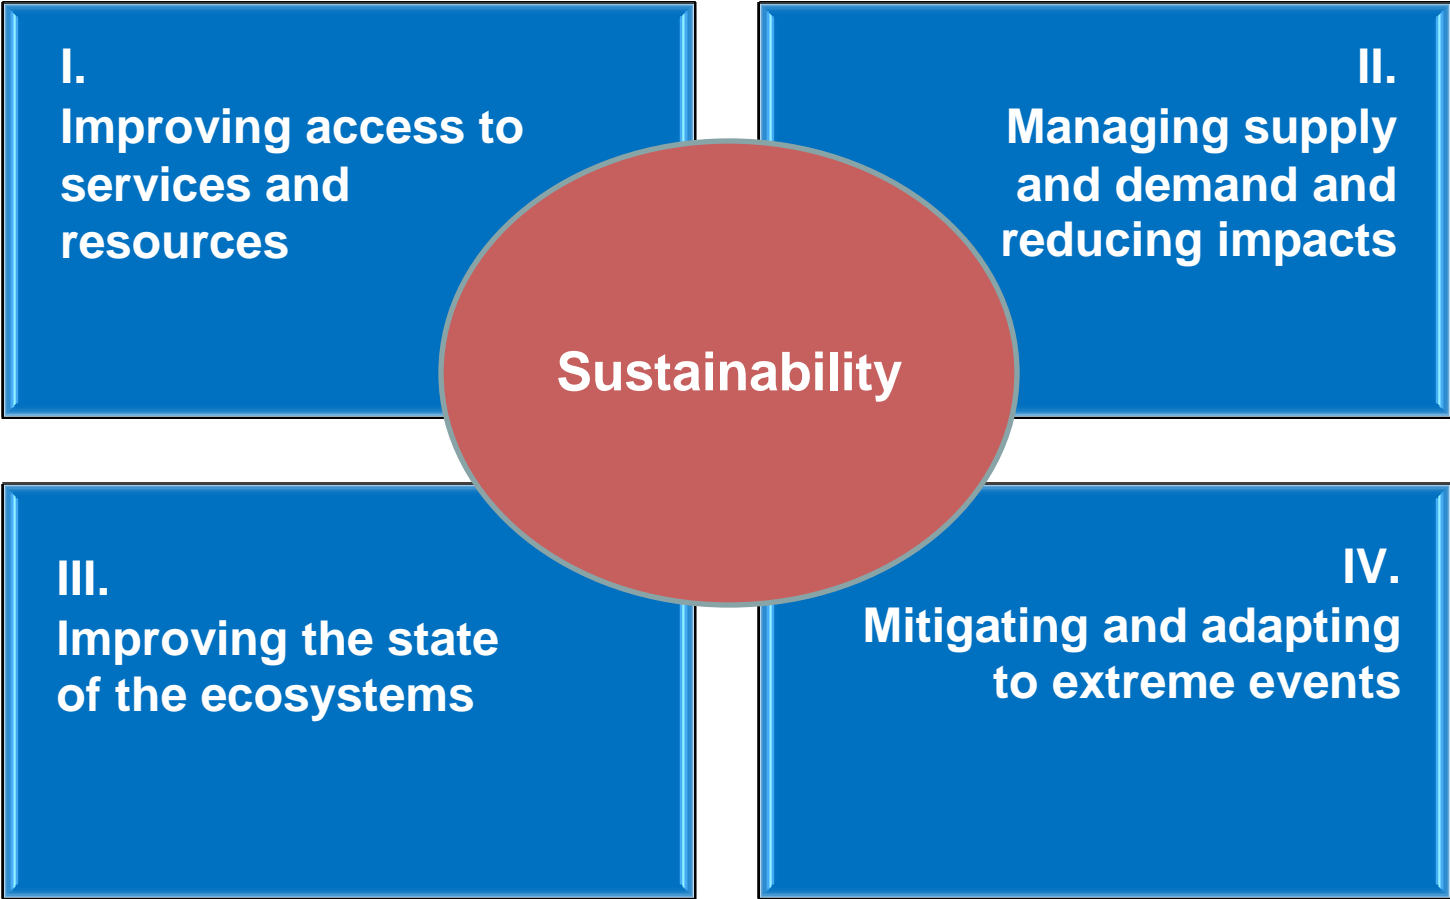 I.
Improving access to
services and
resources
II.
Managing supply
and demand and
reducing impacts
Sustainability
III.
Improving the state
of the ecosystems
IV.
Mitigating and adapting
to extreme events